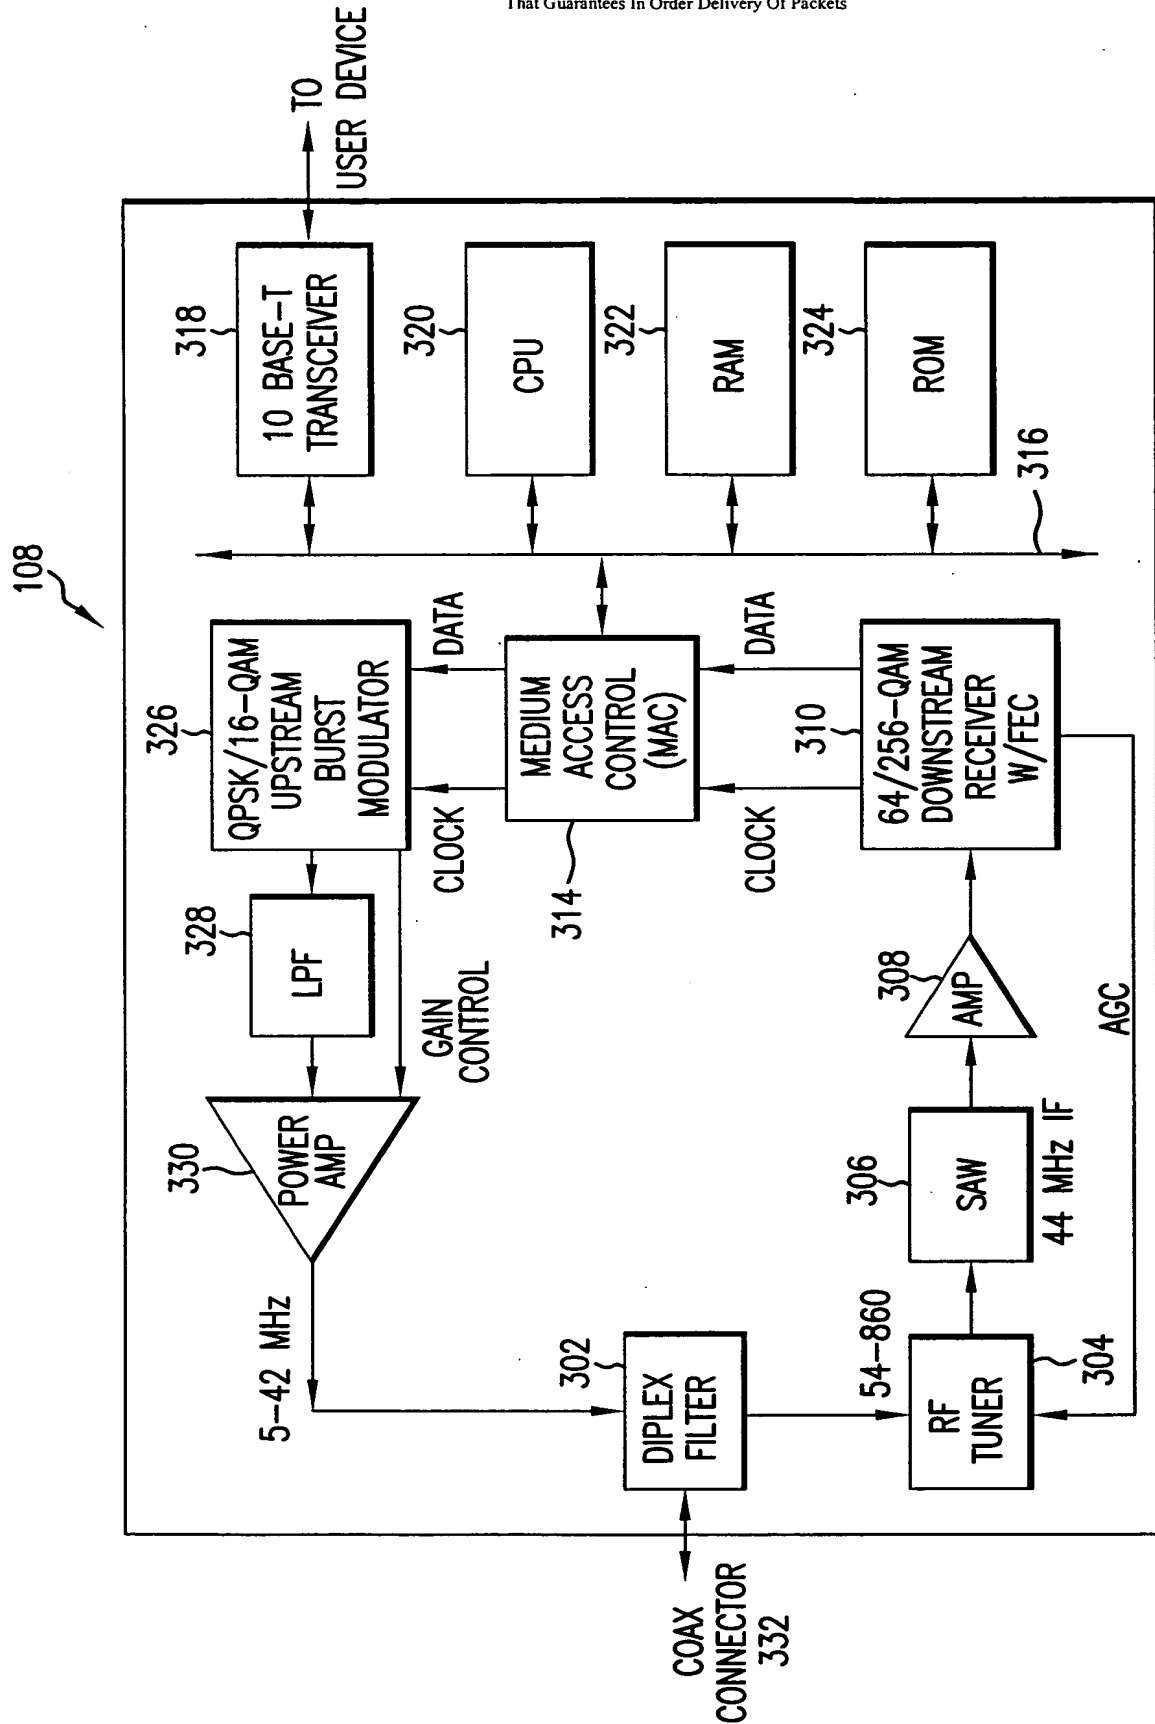 That Guarantees In Order Delivery Of Packets
108
TO
USER DEVICE
318
10 BASE-T
TRANSCEIVER
320
CPU
322
RAM
324
ROM
316
326
QPSK/16-QAM
UPSTREAM
BURST
MODULATOR
DATA
CLOCK
MEDIUM
ACCESS
CONTROL
(MAC)
314
DATA
CLOCK
310
64/256-QAM
DOWNSTREAM
RECEIVER
W/FEC
328
LPF
GAIN
CONTROL
330
POWER
AMP
5-42 MHz
308
AMP
AGC
306
SAW
44 MHz IF
302
DIPLEX
FILTER
54-860
RF
TUNER
304
COAX
CONNECTOR
332